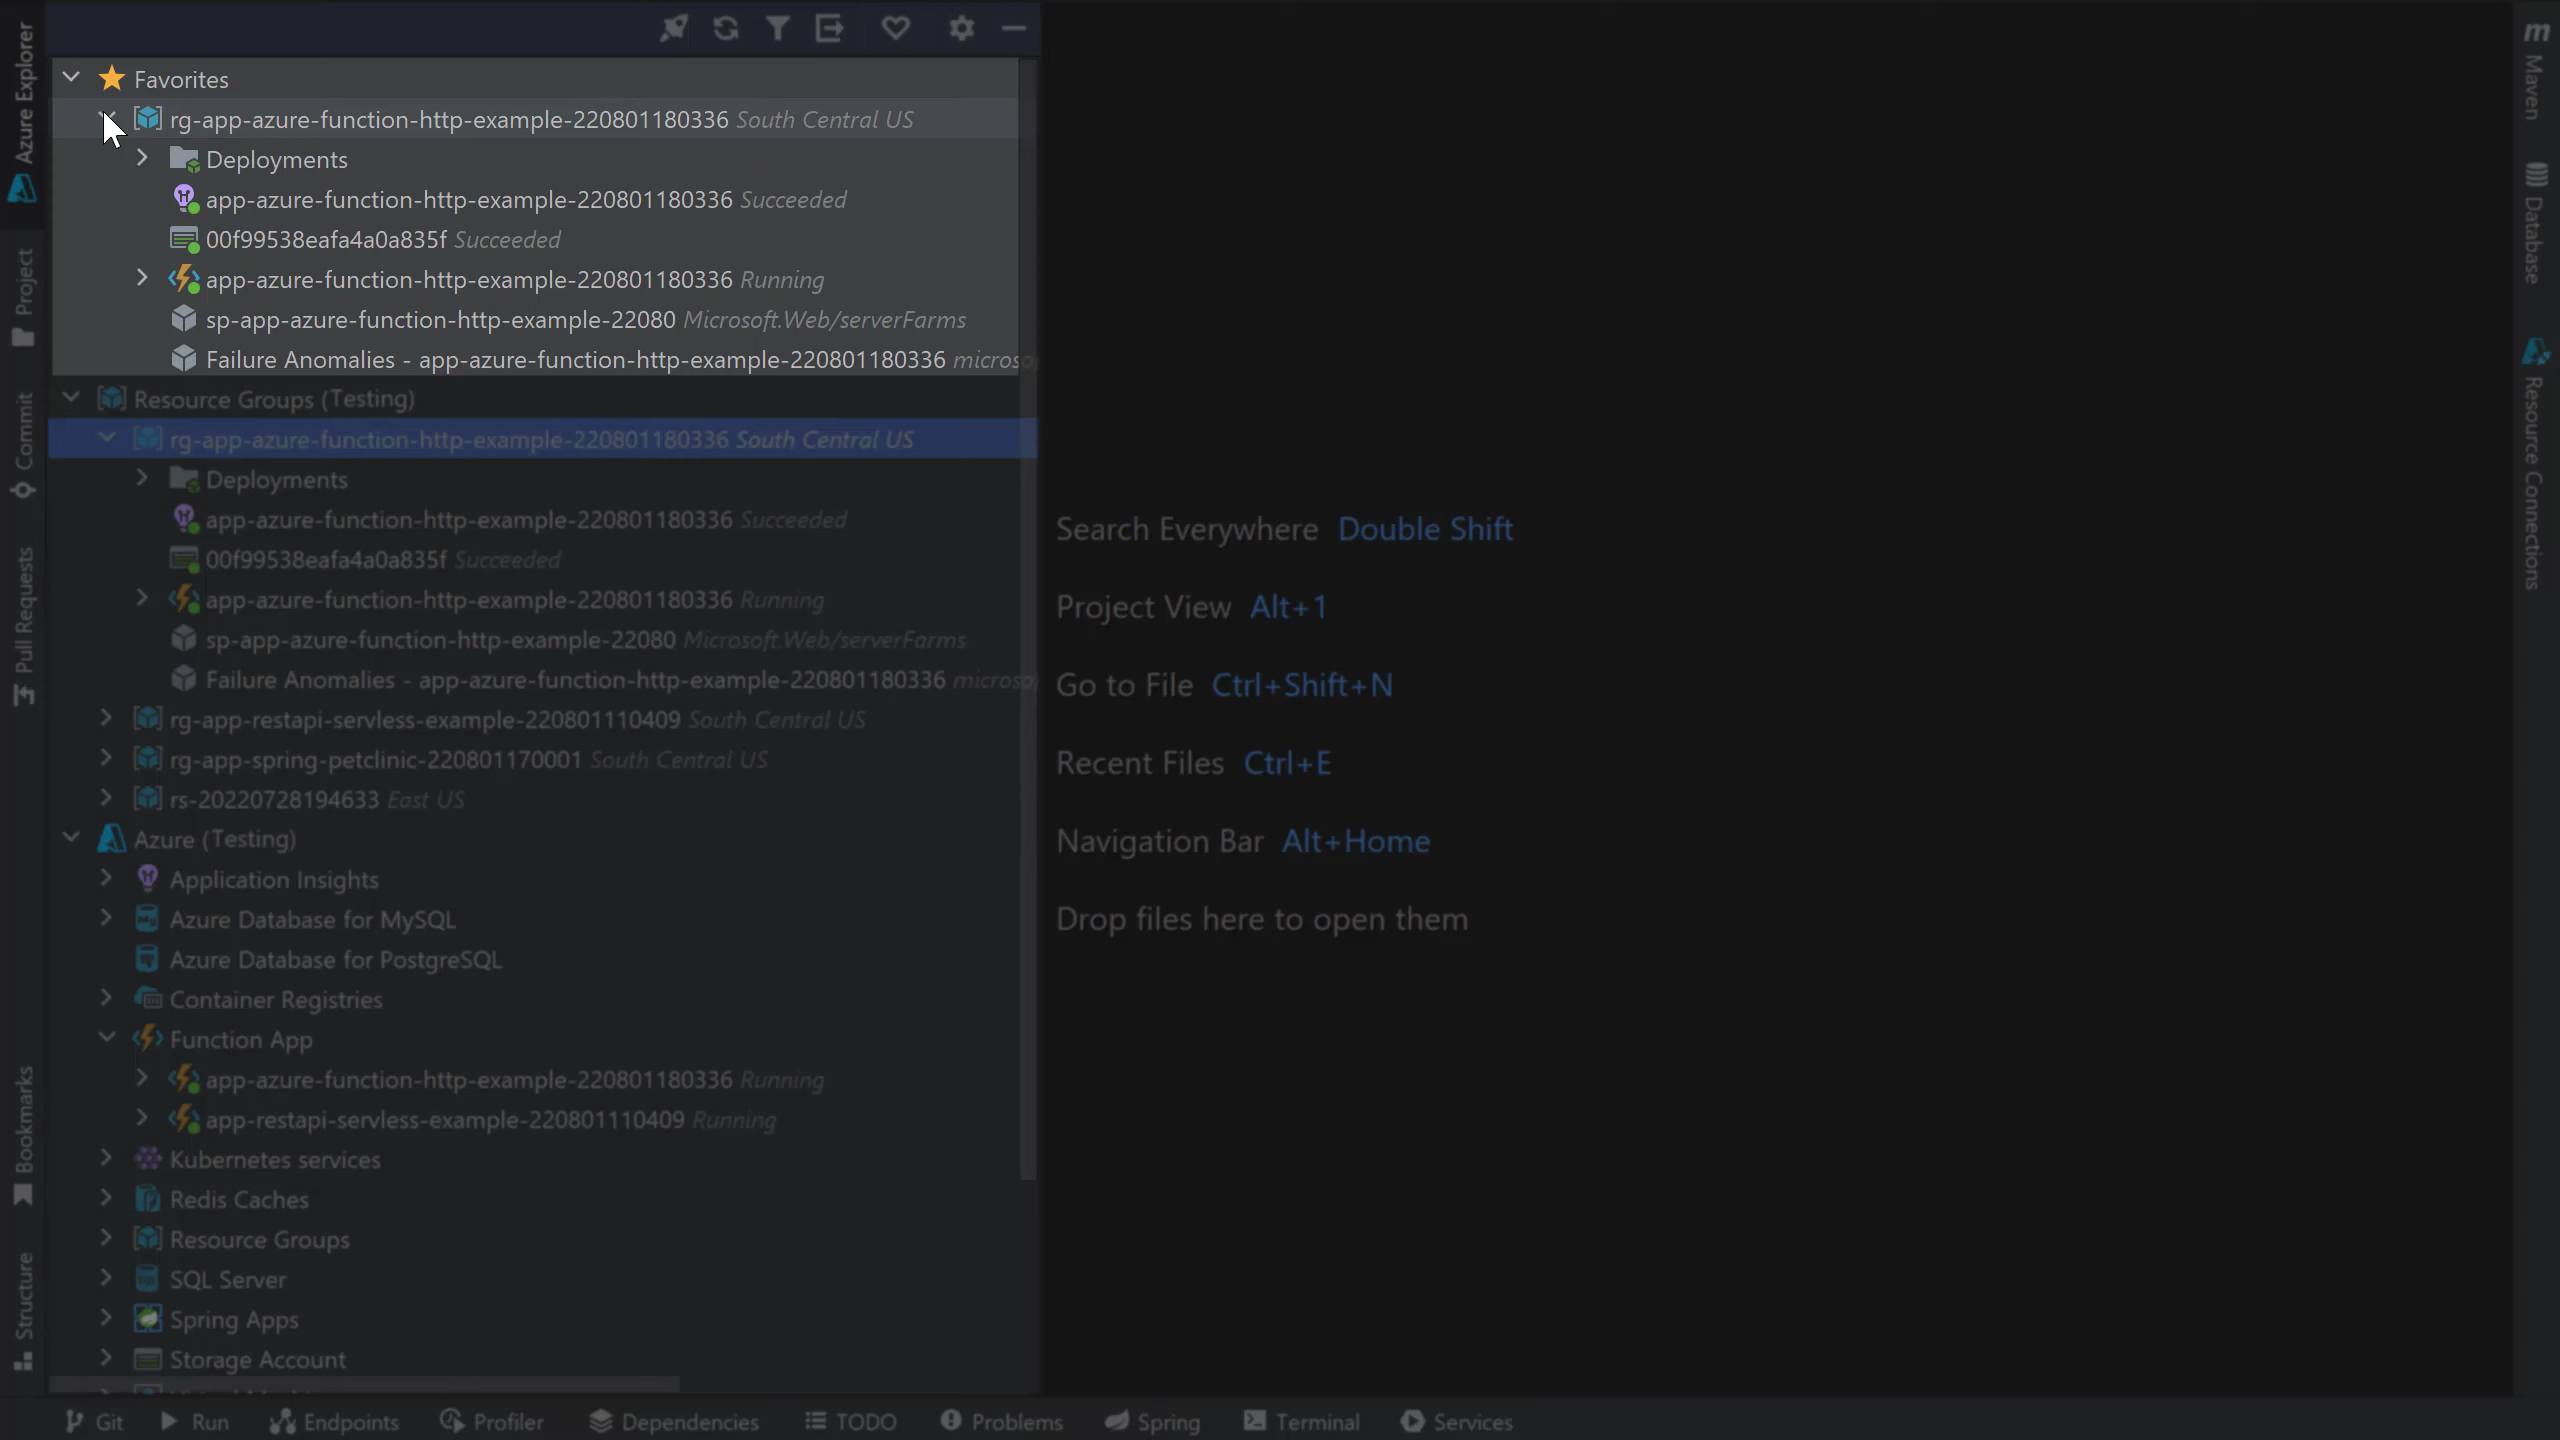 Azure Explorer
Project
Commit
Pull Requests
Bookmarks
Structure
Favorites
rg-app-azure-function-http-example-220801180336 South Central US
Deployments
app-azure-function-http-example-220801180336 Succeeded
00f99538eafa4a0a835f Succeeded
app-azure-function-http-example-220801180336 Running
sp-app-azure-function-http-example-22080 Microsoft.Web/serverFarms
Failure Anomalies - app-azure-function-http-example-220801180336 microso
Resource Groups (Testing)
rg-app-azure-function-http-example-220801180336 South Central US
Deployments
app-azure-function-http-example-220801180336 Succeeded
00f99538eafa4a0a835f Succeeded
app-azure-function-http-example-220801180336 Running
sp-app-azure-function-http-example-22080 Microsoft.Web/serverFarms
Failure Anomalies - app-azure-function-http-example-220801180336 microso
rg-app-restapi-servless-example-220801110409 South Central US
rg-app-spring-petclinic-220801170001 South Central US
rs-20220728194633 East US
Azure (Testing)
Application Insights
Azure Database for MySQL
Azure Database for PostgreSQL
Container Registries
Function App
app-azure-function-http-example-220801180336 Running
app-restapi-servless-example-220801110409 Running
Kubernetes services
Redis Caches
Resource Groups
SQL Server
Spring Apps
Storage Account
Search Everywhere Double Shift
Project View Alt+1
Go to File Ctrl+Shift+N
Recent Files Ctrl+E
Navigation Bar Alt+Home
Drop files here to open them
m Maven
Database
Resource Connections
Git Run Endpoints Profiler Dependencies TODO Problems Spring Terminal Services